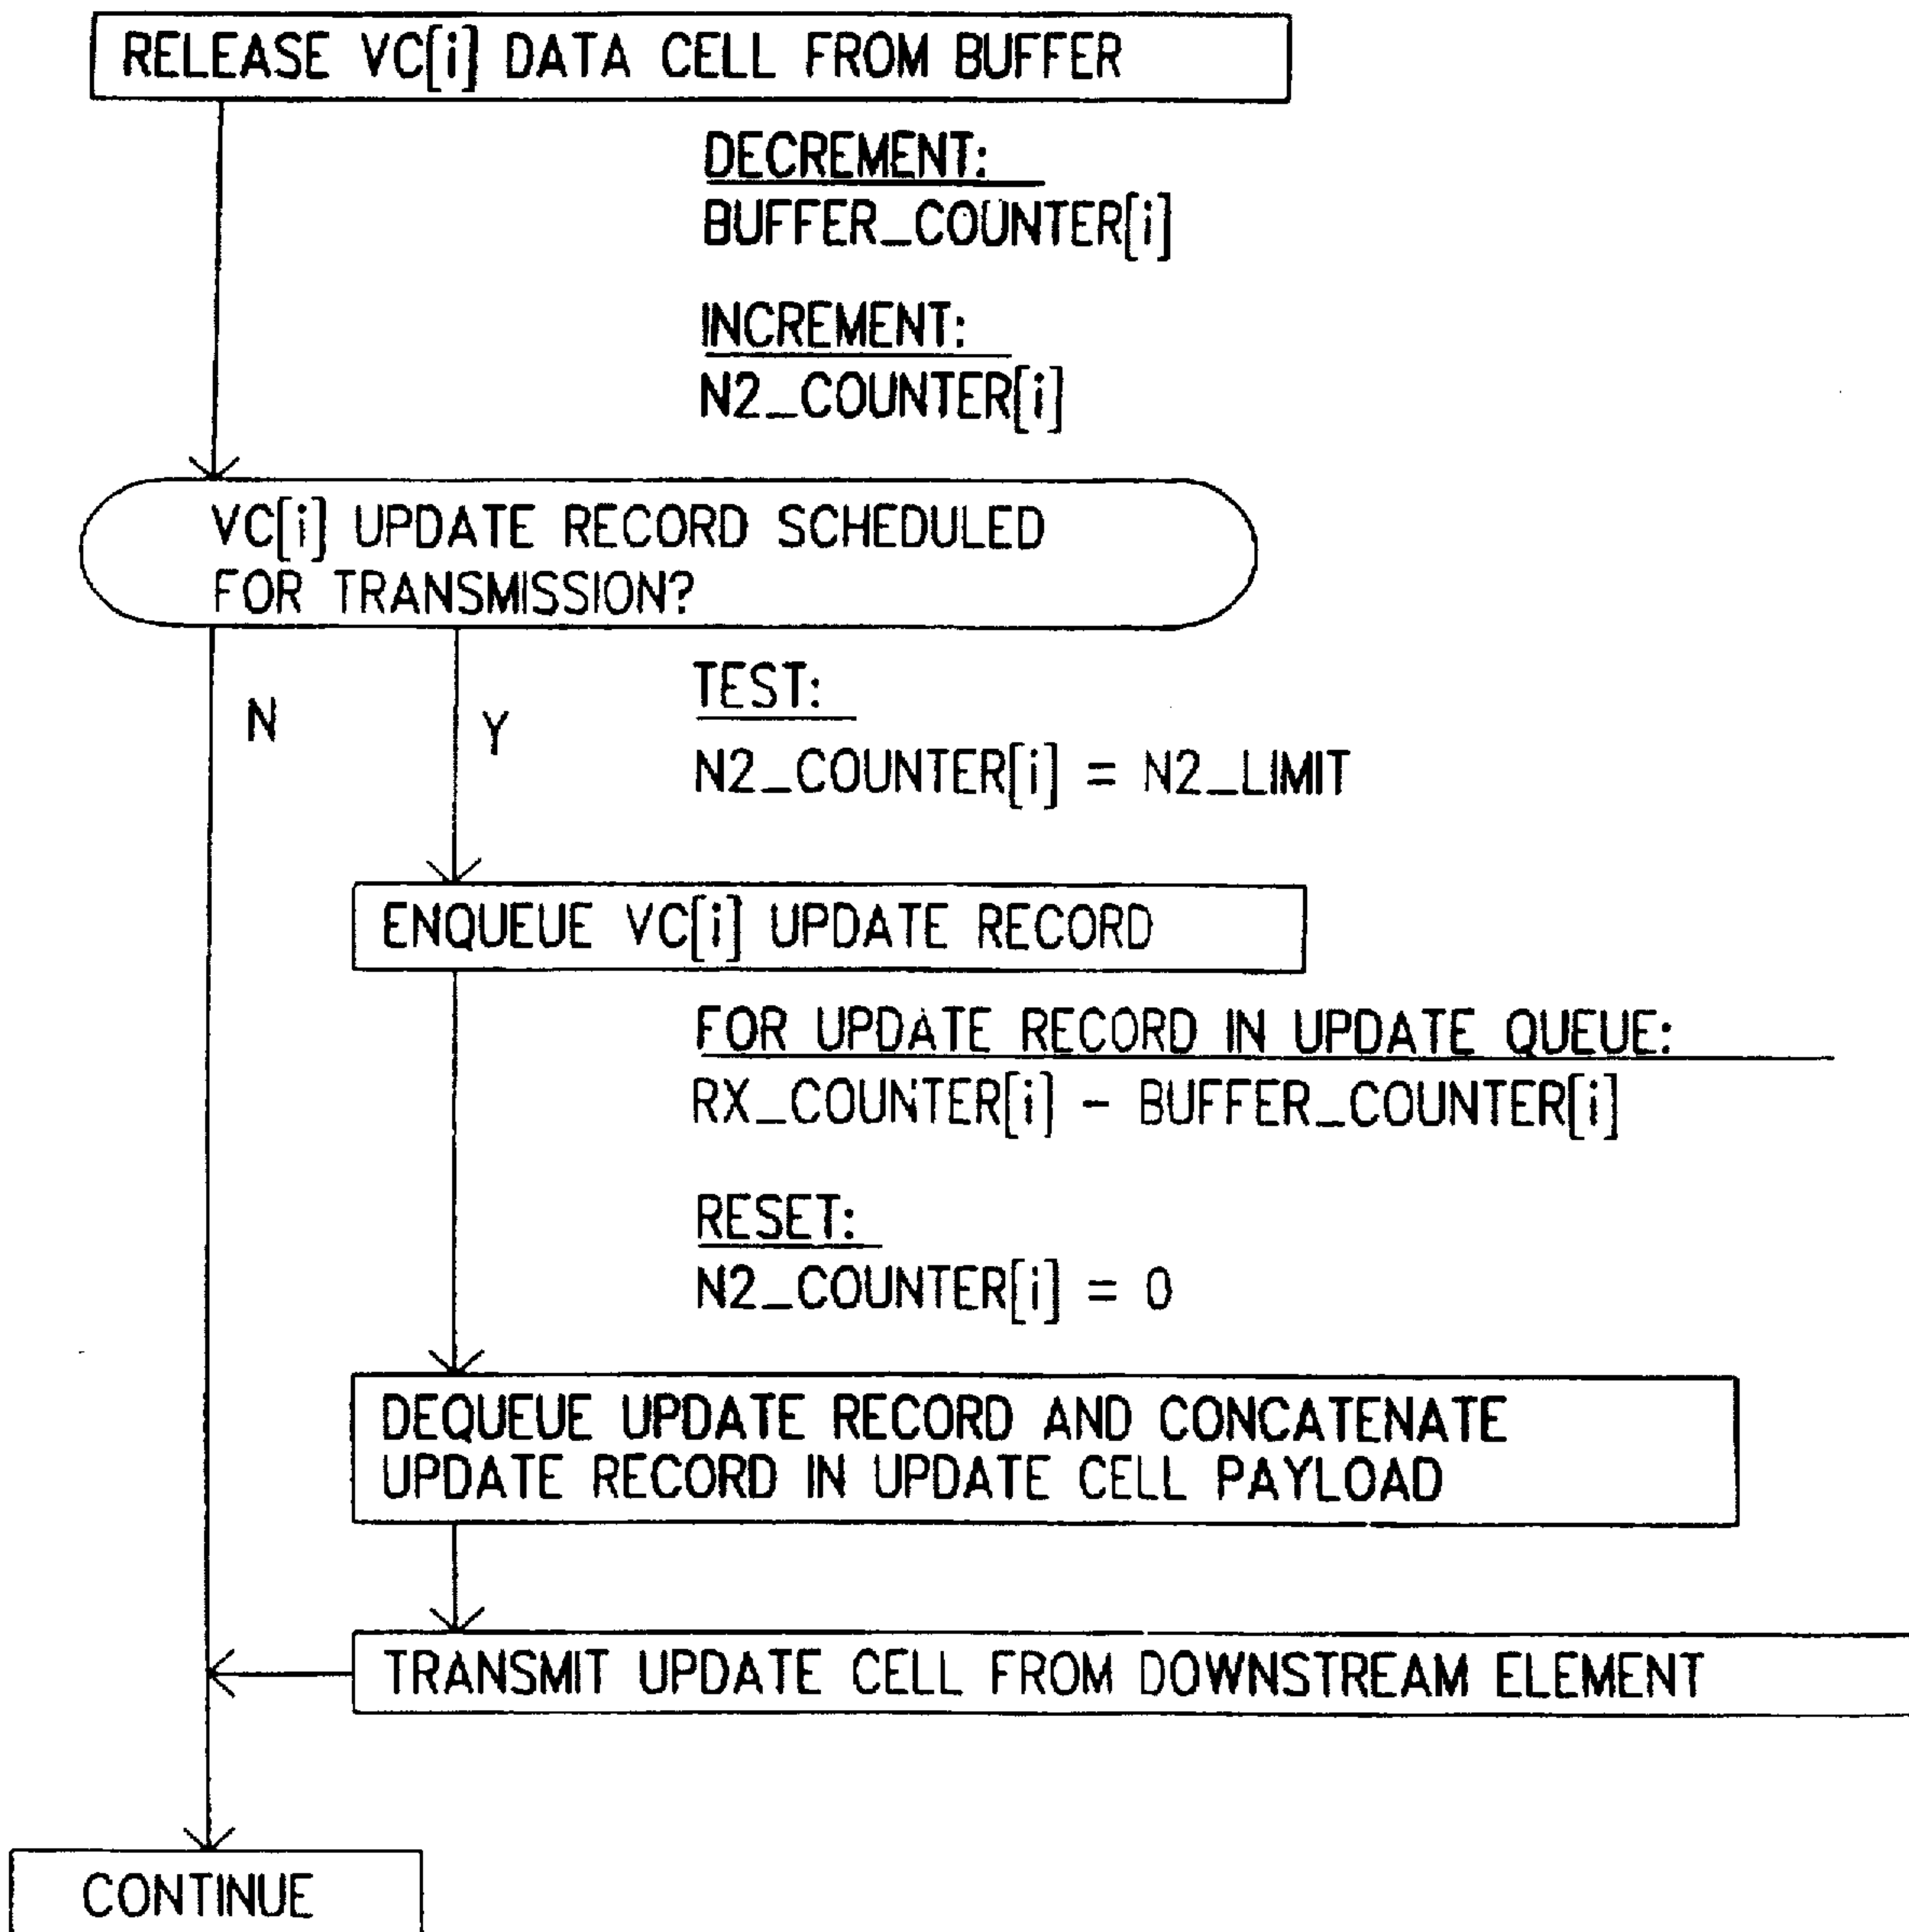 RELEASE VC[i] DATA CELL FROM BUFFER
DECREMENT:
BUFFER_COUNTER[i]
INCREMENT:
N2_COUNTER[i]
VC[i] UPDATE RECORD SCHEDULED
FOR TRANSMISSION?
N
Y
TEST:
N2_COUNTER[i] = N2_LIMIT
ENQUEUE VC[i] UPDATE RECORD
FOR UPDATE RECORD IN UPDATE QUEUE:
RX_COUNTER[i] - BUFFER_COUNTER[i]
RESET:
N2_COUNTER[i] = 0
DEQUEUE UPDATE RECORD AND CONCATENATE
UPDATE RECORD IN UPDATE CELL PAYLOAD
TRANSMIT UPDATE CELL FROM DOWNSTREAM ELEMENT
CONTINUE